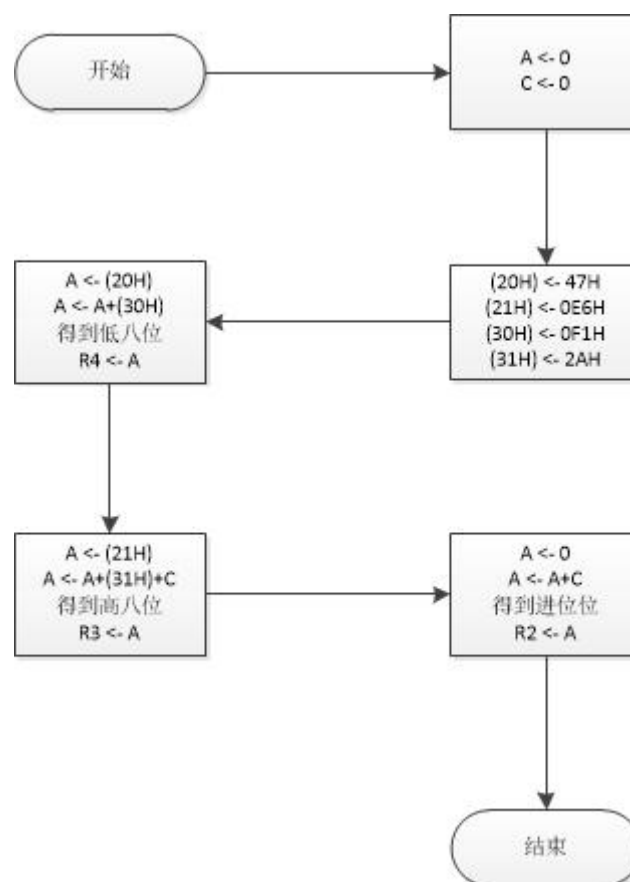 开始
A <- 0
C <- 0
(20H) <- 47H
(21H) <- 0E6H
(30H) <- 0F1H
(31H) <- 2AH
A <- (20H)
A <- A+(30H)
得到低八位
R4 <- A
A <- (21H)
A <- A+(31H)+C
得到高八位
R3 <- A
A <- 0
A <- A+C
得到进位位
R2 <- A
结束